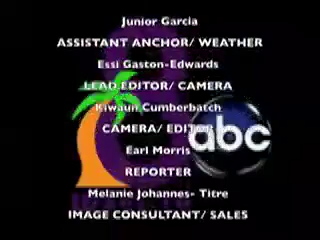 Junior Garcia
ASSISTANT ANCHOR/ WEATHER
Essi Gaston-Edwards
LEAD EDITOR/ CAMERA
Kiwaun Cumberbatch
CAMERA/ EDITOR
abc
Earl Morris
REPORTER
Melanie Johannes- Titre
IMAGE CONSULTANT/ SALES